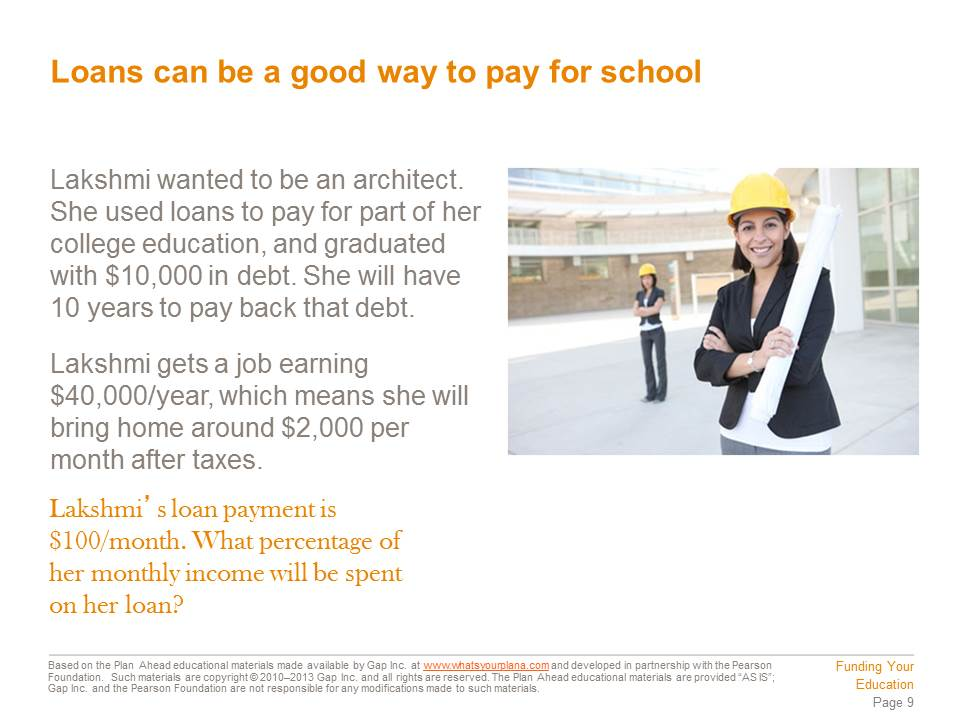 Loans can be a good way to pay for school
Lakshmi wanted to be an architect.
She used loans to pay for part of her
college education, and graduated
with $10,000 in debt. She will have
10 years to pay back that debt.
Lakshmi gets a job earning
$40,000/year, which means she will
bring home around $2,000 per
month after taxes.
Lakshmi’s loan payment is
$100/month. What percentage of
her monthly income will be spent
on her loan?
Based on the Plan Ahead educational materials made available by Gap Inc. at www.whatsyourplana.com and developed in partnership with the Pearson
Foundation. Such materials are copyright © 2010–2013 Gap Inc. and all rights are reserved. The Plan Ahead educational materials are provided “AS IS”;
Gap Inc. and the Pearson Foundation are not responsible for any modifications made to such materials.
Funding Your
Education
Page 9